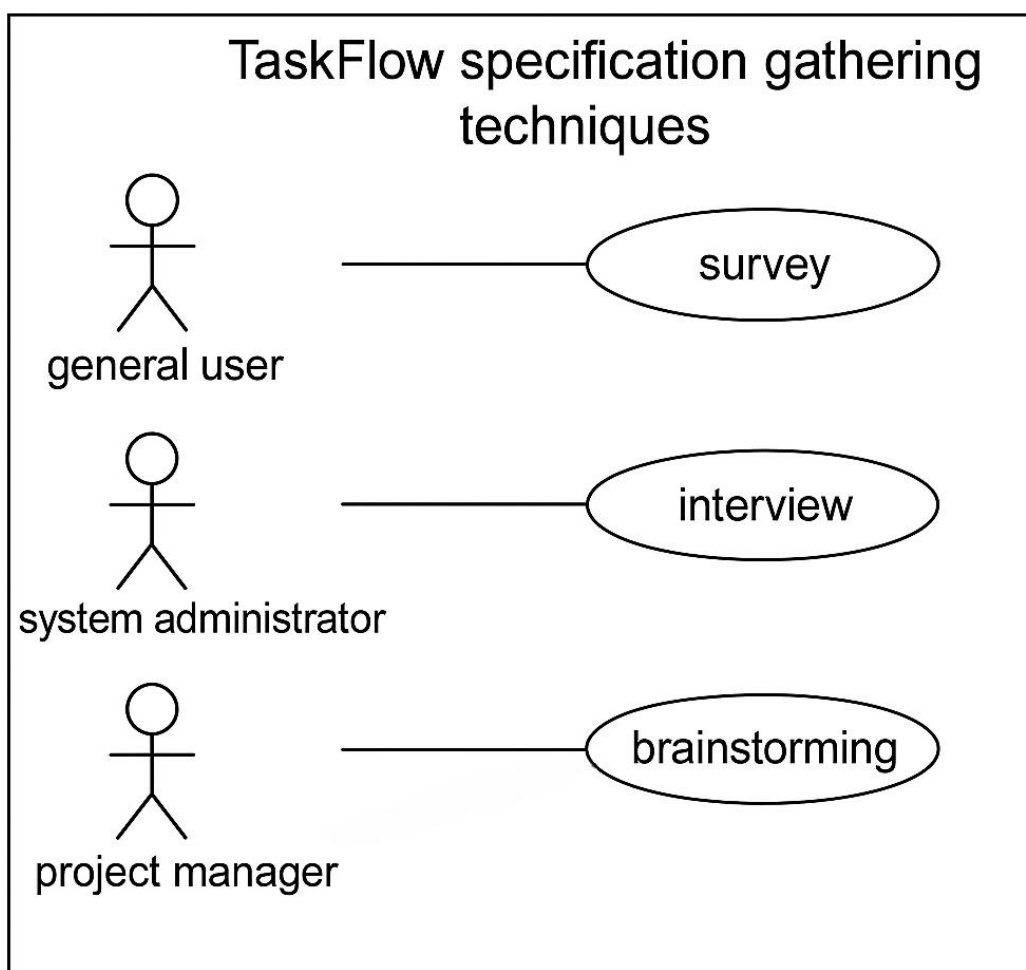 TaskFlow specification gathering
techniques
survey
general user
interview
system administrator
brainstorming
project manager